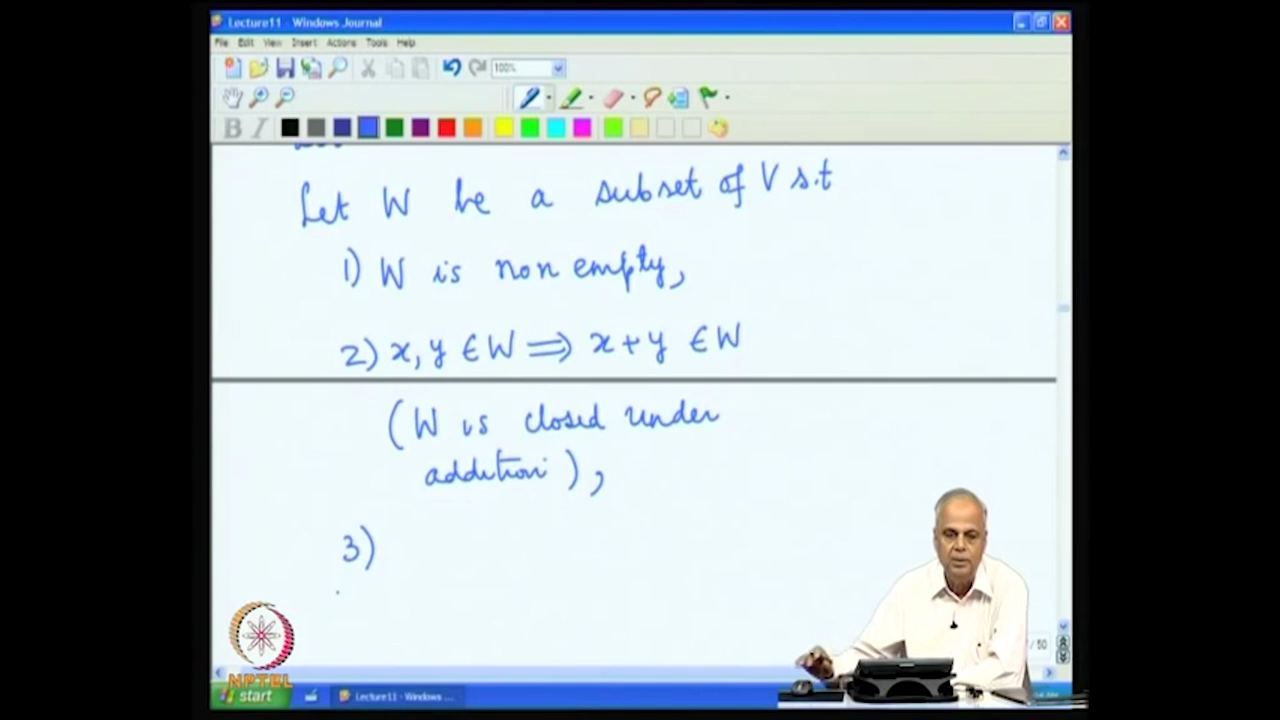 Lecture11 - Windows Journal
File Edit View Insert Actions Tools Help
100%
B I
Let W be a subset of V s.t
1) W is non empty,
2) x, y ∈ W ⟹ x + y ∈ W
(W is closed under
addition),
3)
/ 50
NPTEL
start
Lecture11 - Windows ...